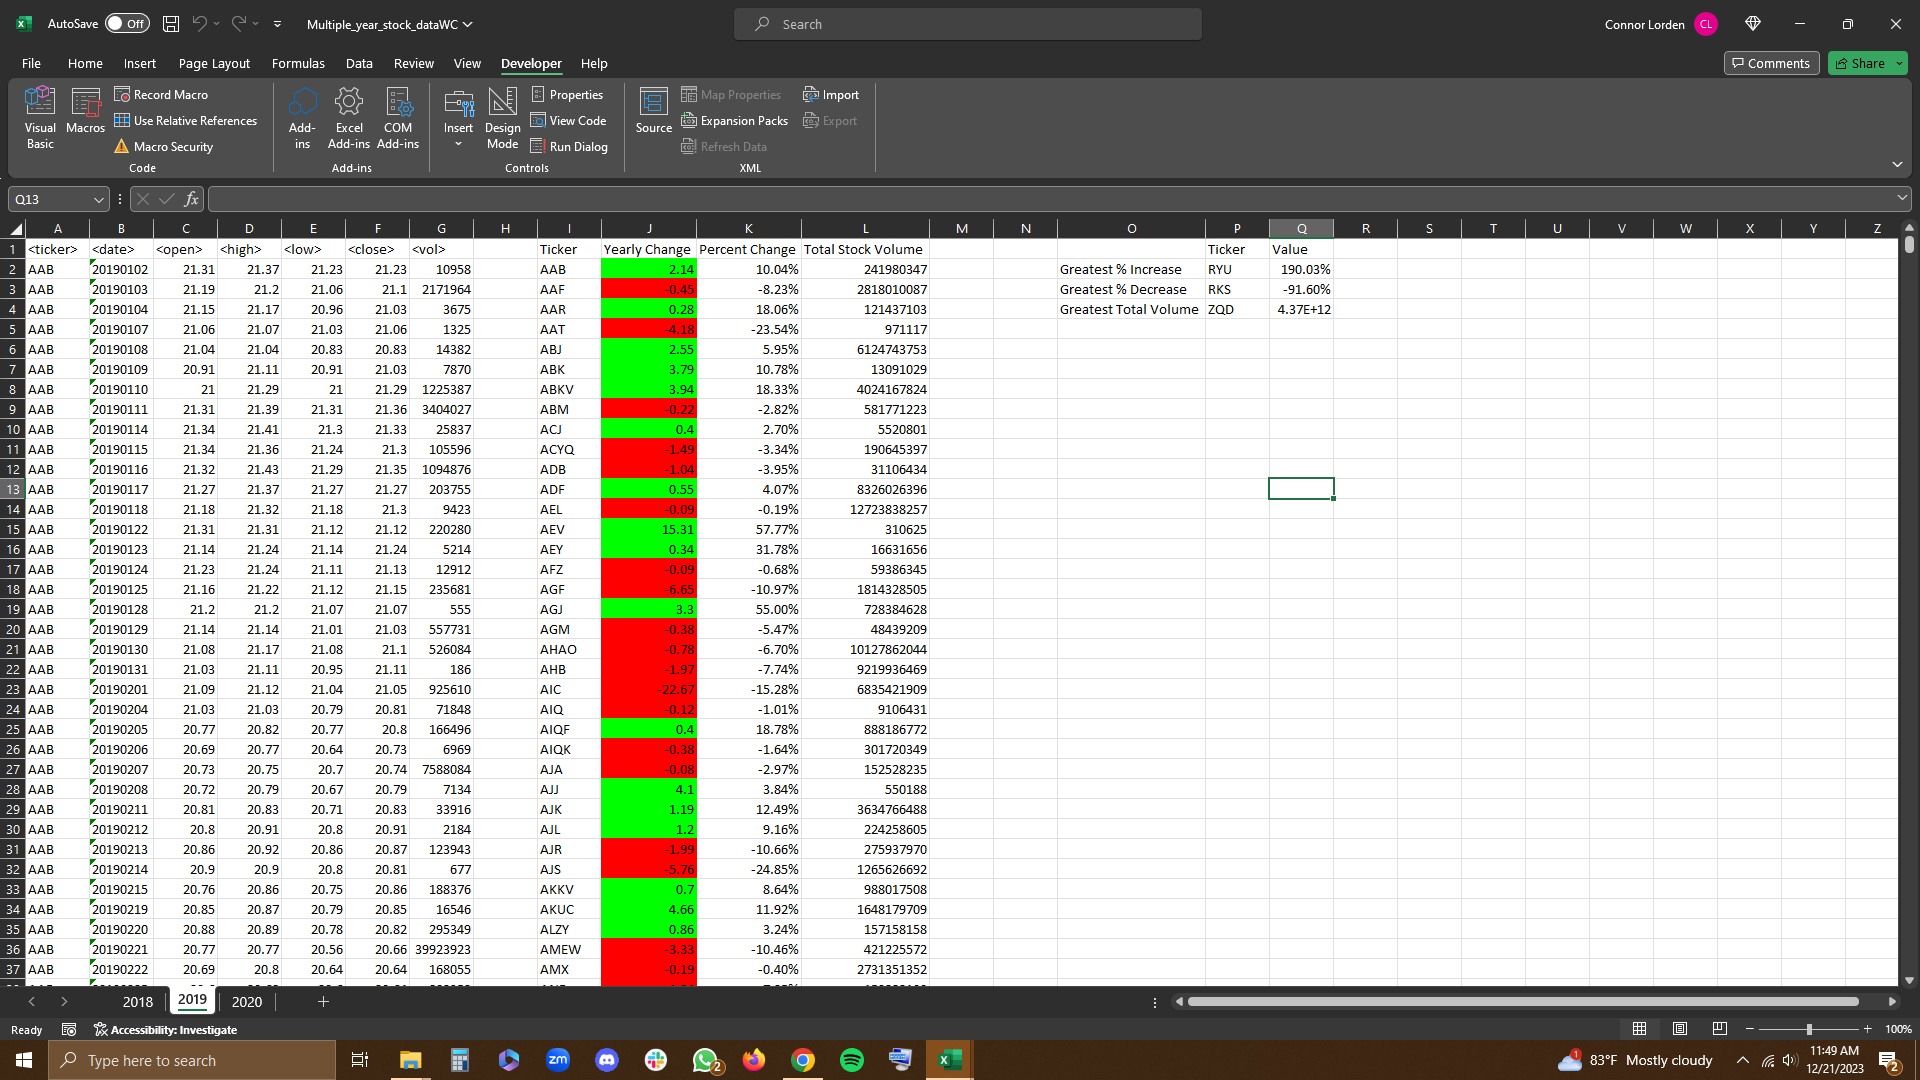 AutoSave Off Multiple_year_stock_dataWC Search Connor Lorden CL
File Home Insert Page Layout Formulas Data Review View Developer Help Comments Share
Visual Basic Macros Record Macro Use Relative References Macro Security Code
Add-ins Excel Add-ins COM Add-ins Add-ins
Insert Design Mode Properties View Code Run Dialog Controls
Source Map Properties Expansion Packs Refresh Data Import Export XML
Q13 fx
A B C D E F G H I J K L M N O P Q R S T U V W X Y Z
1 <ticker> <date> <open> <high> <low> <close> <vol> Ticker Yearly Change Percent Change Total Stock Volume Ticker Value
2 AAB 20190102 21.31 21.37 21.23 21.23 10958 AAB 2.14 10.04% 241980347 Greatest % Increase RYU 190.03%
3 AAB 20190103 21.19 21.2 21.06 21.1 2171964 AAF -0.45 -8.23% 2818010087 Greatest % Decrease RKS -91.60%
4 AAB 20190104 21.15 21.17 20.96 21.03 3675 AAR 0.28 18.06% 121437103 Greatest Total Volume ZQD 4.37E+12
5 AAB 20190107 21.06 21.07 21.03 21.06 1325 AAT -4.18 -23.54% 971117
6 AAB 20190108 21.04 21.04 20.83 20.83 14382 ABJ 2.55 5.95% 6124743753
7 AAB 20190109 20.91 21.11 20.91 21.03 7870 ABK 3.79 10.78% 13091029
8 AAB 20190110 21 21.29 21 21.29 1225387 ABKV 3.94 18.33% 4024167824
9 AAB 20190111 21.31 21.39 21.31 21.36 3404027 ABM -0.22 -2.82% 581771223
10 AAB 20190114 21.34 21.41 21.3 21.33 25837 ACJ 0.4 2.70% 5520801
11 AAB 20190115 21.34 21.36 21.24 21.3 105596 ACYQ -1.49 -3.34% 190645397
12 AAB 20190116 21.32 21.43 21.29 21.35 1094876 ADB -1.04 -3.95% 31106434
13 AAB 20190117 21.27 21.37 21.27 21.27 203755 ADF 0.55 4.07% 8326026396
14 AAB 20190118 21.18 21.32 21.18 21.3 9423 AEL -0.09 -0.19% 12723838257
15 AAB 20190122 21.31 21.31 21.12 21.12 220280 AEV 15.31 57.77% 310625
16 AAB 20190123 21.14 21.24 21.14 21.24 5214 AEY 0.34 31.78% 16631656
17 AAB 20190124 21.23 21.24 21.11 21.13 12912 AFZ -0.09 -0.68% 59386345
18 AAB 20190125 21.16 21.22 21.12 21.15 235681 AGF -6.65 -10.97% 1814328505
19 AAB 20190128 21.2 21.2 21.07 21.07 555 AGJ 3.3 55.00% 728384628
20 AAB 20190129 21.14 21.14 21.01 21.03 557731 AGM -0.38 -5.47% 48439209
21 AAB 20190130 21.08 21.17 21.08 21.1 526084 AHAO -0.78 -6.70% 10127862044
22 AAB 20190131 21.03 21.11 20.95 21.11 186 AHB -1.97 -7.74% 9219936469
23 AAB 20190201 21.09 21.12 21.04 21.05 925610 AIC -22.67 -15.28% 6835421909
24 AAB 20190204 21.03 21.03 20.79 20.81 71848 AIQ -0.12 -1.01% 9106431
25 AAB 20190205 20.77 20.82 20.77 20.8 166496 AIQF 0.4 18.78% 888186772
26 AAB 20190206 20.69 20.77 20.64 20.73 6969 AIQK -0.38 -1.64% 301720349
27 AAB 20190207 20.73 20.75 20.7 20.74 7588084 AJA -0.08 -2.97% 152528235
28 AAB 20190208 20.72 20.79 20.67 20.79 7134 AJJ 4.1 3.84% 550188
29 AAB 20190211 20.81 20.83 20.71 20.83 33916 AJK 1.19 12.49% 3634766488
30 AAB 20190212 20.8 20.91 20.8 20.91 2184 AJL 1.2 9.16% 224258605
31 AAB 20190213 20.86 20.92 20.86 20.87 123943 AJR -1.99 -10.66% 275937970
32 AAB 20190214 20.9 20.9 20.8 20.81 677 AJS -5.76 -24.85% 1265626692
33 AAB 20190215 20.76 20.86 20.75 20.86 188376 AKKV 0.7 8.64% 988017508
34 AAB 20190219 20.85 20.87 20.79 20.85 16546 AKUC 4.66 11.92% 1648179709
35 AAB 20190220 20.88 20.89 20.78 20.82 295349 ALZY 0.86 3.24% 157158158
36 AAB 20190221 20.77 20.77 20.56 20.66 39923923 AMEW -3.33 -10.46% 421225572
37 AAB 20190222 20.69 20.8 20.64 20.64 168055 AMX -0.19 -0.40% 2731351352
2018 2019 2020
Ready Accessibility: Investigate 100%
Type here to search zm 2 1 83°F Mostly cloudy 11:49 AM 12/21/2023 2